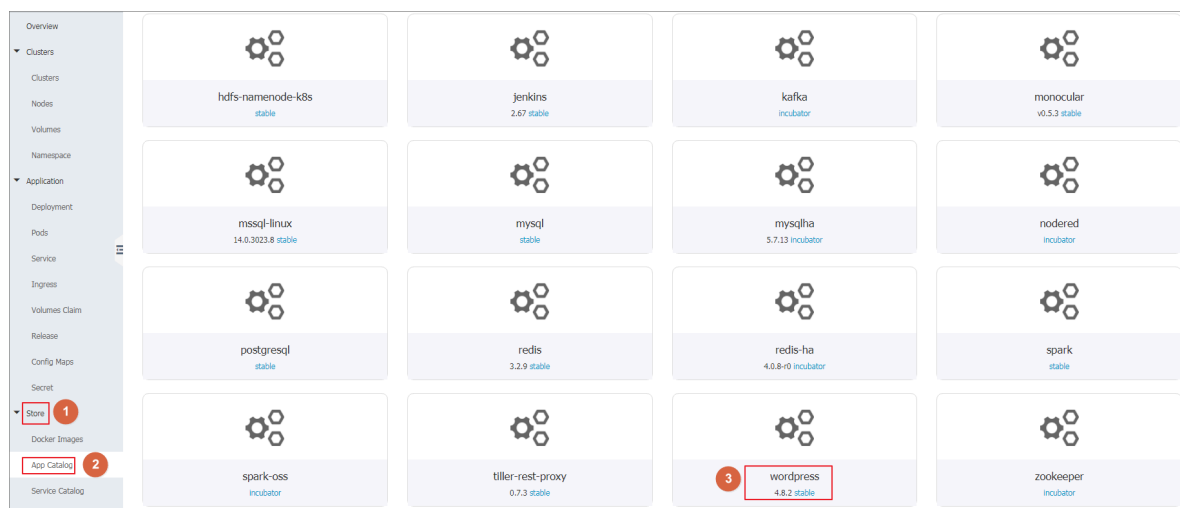 Overview
Clusters
Clusters
Nodes
Volumes
Namespace
Application
Deployment
Pods
Service
Ingress
Volumes Claim
Release
Config Maps
Secret
Store 1
Docker Images
App Catalog 2
Service Catalog
hdfs-namenode-k8s
stable
jenkins
2.67 stable
kafka
incubator
monocular
v0.5.3 stable
mssql-linux
14.0.3023.8 stable
mysql
stable
mysqlha
5.7.13 incubator
nodered
incubator
postgresql
stable
redis
3.2.9 stable
redis-ha
4.0.8-r0 incubator
spark
stable
spark-oss
incubator
tiller-rest-proxy
0.7.3 stable
3 wordpress
4.8.2 stable
zookeeper
incubator